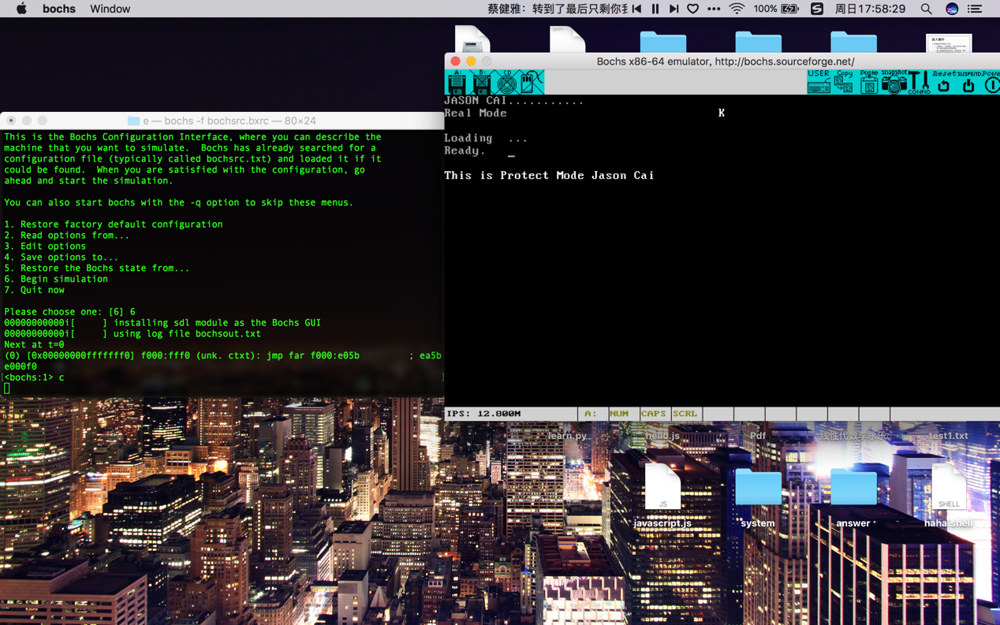 bochs Window 蔡健雅：转到了最后只剩你我 100% 周日17:58:29
Bochs x86-64 emulator, http://bochs.sourceforge.net/
A: B: CD USER Copy Paste snapshot CONFIG Reset SUSPEND Power
JASON CAI...........
Real Mode K
Loading ...
Ready.
This is Protect Mode Jason Cai
IPS: 12.800M A: NUM CAPS SCRL
e — bochs -f bochsrc.bxrc — 80×24
This is the Bochs Configuration Interface, where you can describe the
machine that you want to simulate. Bochs has already searched for a
configuration file (typically called bochsrc.txt) and loaded it if it
could be found. When you are satisfied with the configuration, go
ahead and start the simulation.
You can also start bochs with the -q option to skip these menus.
1. Restore factory default configuration
2. Read options from...
3. Edit options
4. Save options to...
5. Restore the Bochs state from...
6. Begin simulation
7. Quit now
Please choose one: [6] 6
00000000000i[ ] installing sdl module as the Bochs GUI
00000000000i[ ] using log file bochsout.txt
Next at t=0
(0) [0x00000000fffffff0] f000:fff0 (unk. ctxt): jmp far f000:e05b ; ea5b
e000f0
<bochs:1> c
learn.py hello.js Pdf test1.txt
JS SHELL
javascript.js system answer haha.shell